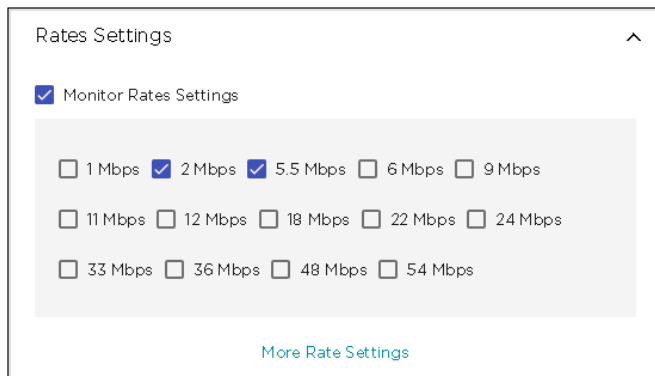 Rates Settings
Monitor Rates Settings
1 Mbps 2 Mbps 5.5 Mbps 6 Mbps 9 Mbps
11 Mbps 12 Mbps 18 Mbps 22 Mbps 24 Mbps
33 Mbps 36 Mbps 48 Mbps 54 Mbps
More Rate Settings